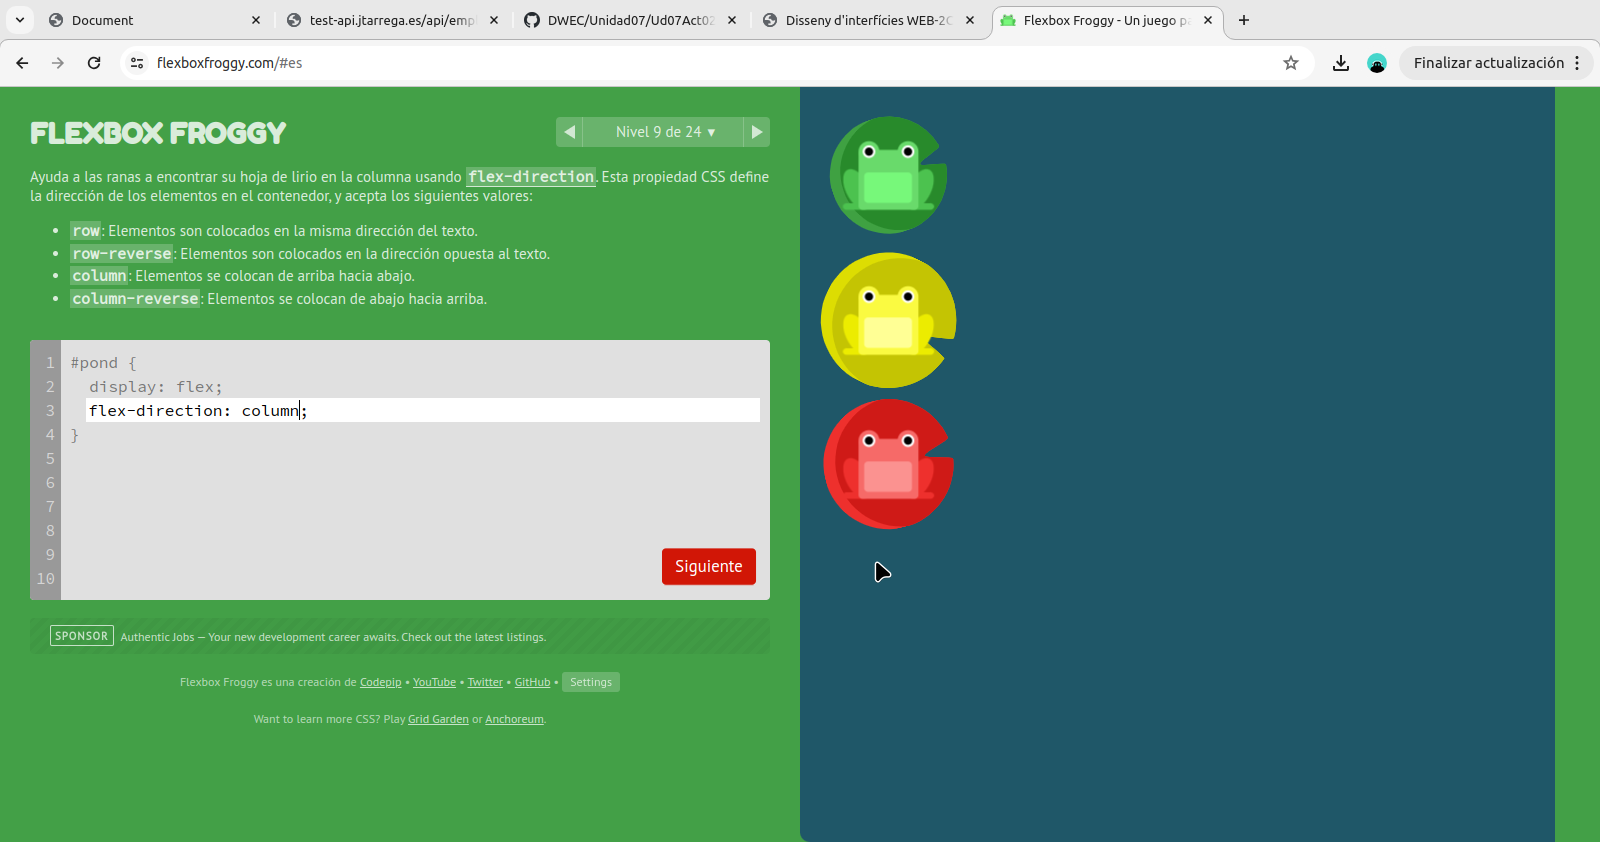 Document
test-api.jtarrega.es/api/emp
DWEC/Unidad07/Ud07Act02
Disseny d'interfícies WEB-2C
Flexbox Froggy - Un juego pa
flexboxfroggy.com/#es
Finalizar actualización
FLEXBOX FROGGY
Nivel 9 de 24 ▾
Ayuda a las ranas a encontrar su hoja de lirio en la columna usando flex-direction. Esta propiedad CSS define
la dirección de los elementos en el contenedor, y acepta los siguientes valores:
• row: Elementos son colocados en la misma dirección del texto.
• row-reverse: Elementos son colocados en la dirección opuesta al texto.
• column: Elementos se colocan de arriba hacia abajo.
• column-reverse: Elementos se colocan de abajo hacia arriba.
1 #pond {
2 display: flex;
3 flex-direction: column;
4 }
5
6
7
8
9
10
Siguiente
SPONSOR Authentic Jobs — Your new development career awaits. Check out the latest listings.
Flexbox Froggy es una creación de Codepip • YouTube • Twitter • GitHub • Settings
Want to learn more CSS? Play Grid Garden or Anchoreum.